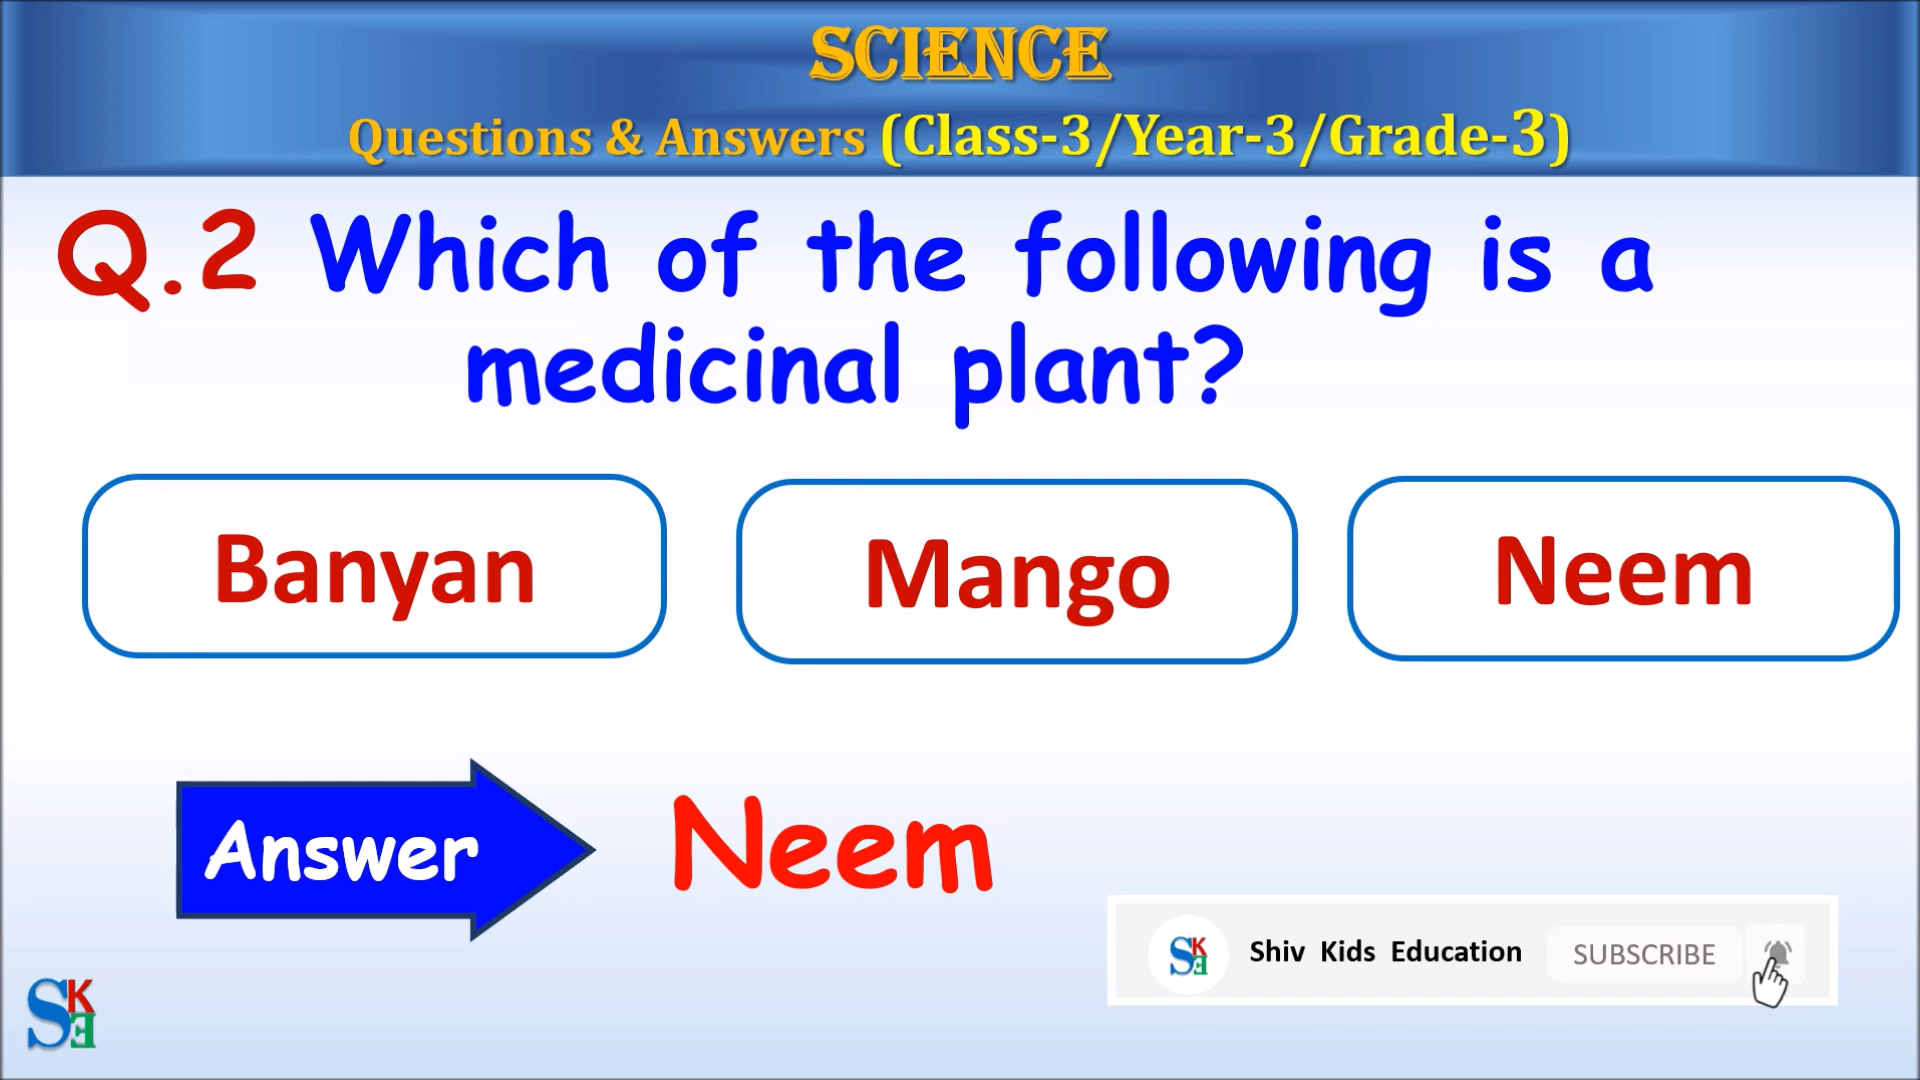 SCIENCE
Questions & Answers (Class-3/Year-3/Grade-3)
Q.2 Which of the following is a
medicinal plant?
Banyan
Mango
Neem
Answer
Neem
SKE
Shiv Kids Education
SUBSCRIBE
SKE